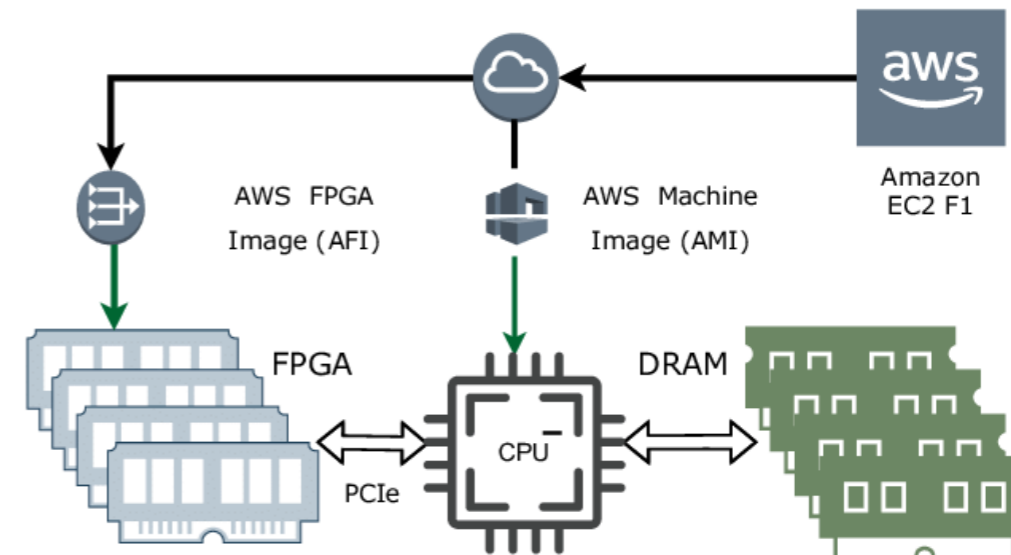 aws
Amazon
EC2 F1
AWS FPGA
Image (AFI)
AWS Machine
Image (AMI)
FPGA
DRAM
CPU
PCIe